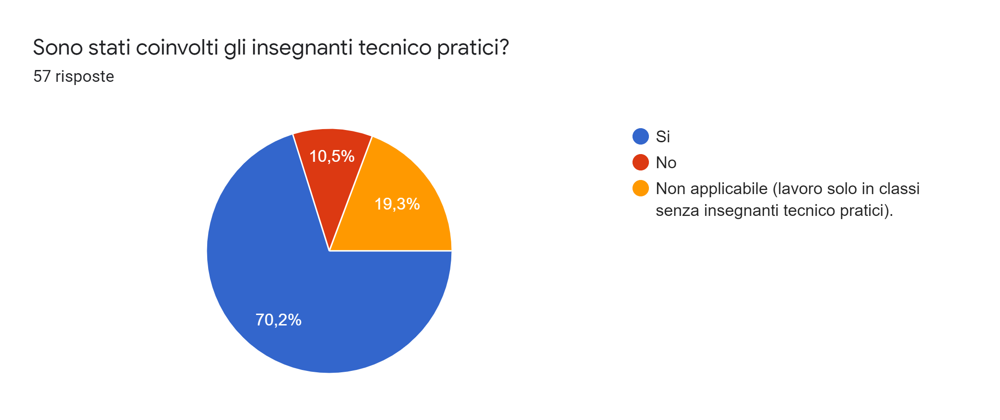 Sono stati coinvolti gli insegnanti tecnico pratici?
57 risposte
10,5%
19,3%
70,2%
Si
No
Non applicabile (lavoro solo in classi
senza insegnanti tecnico pratici).